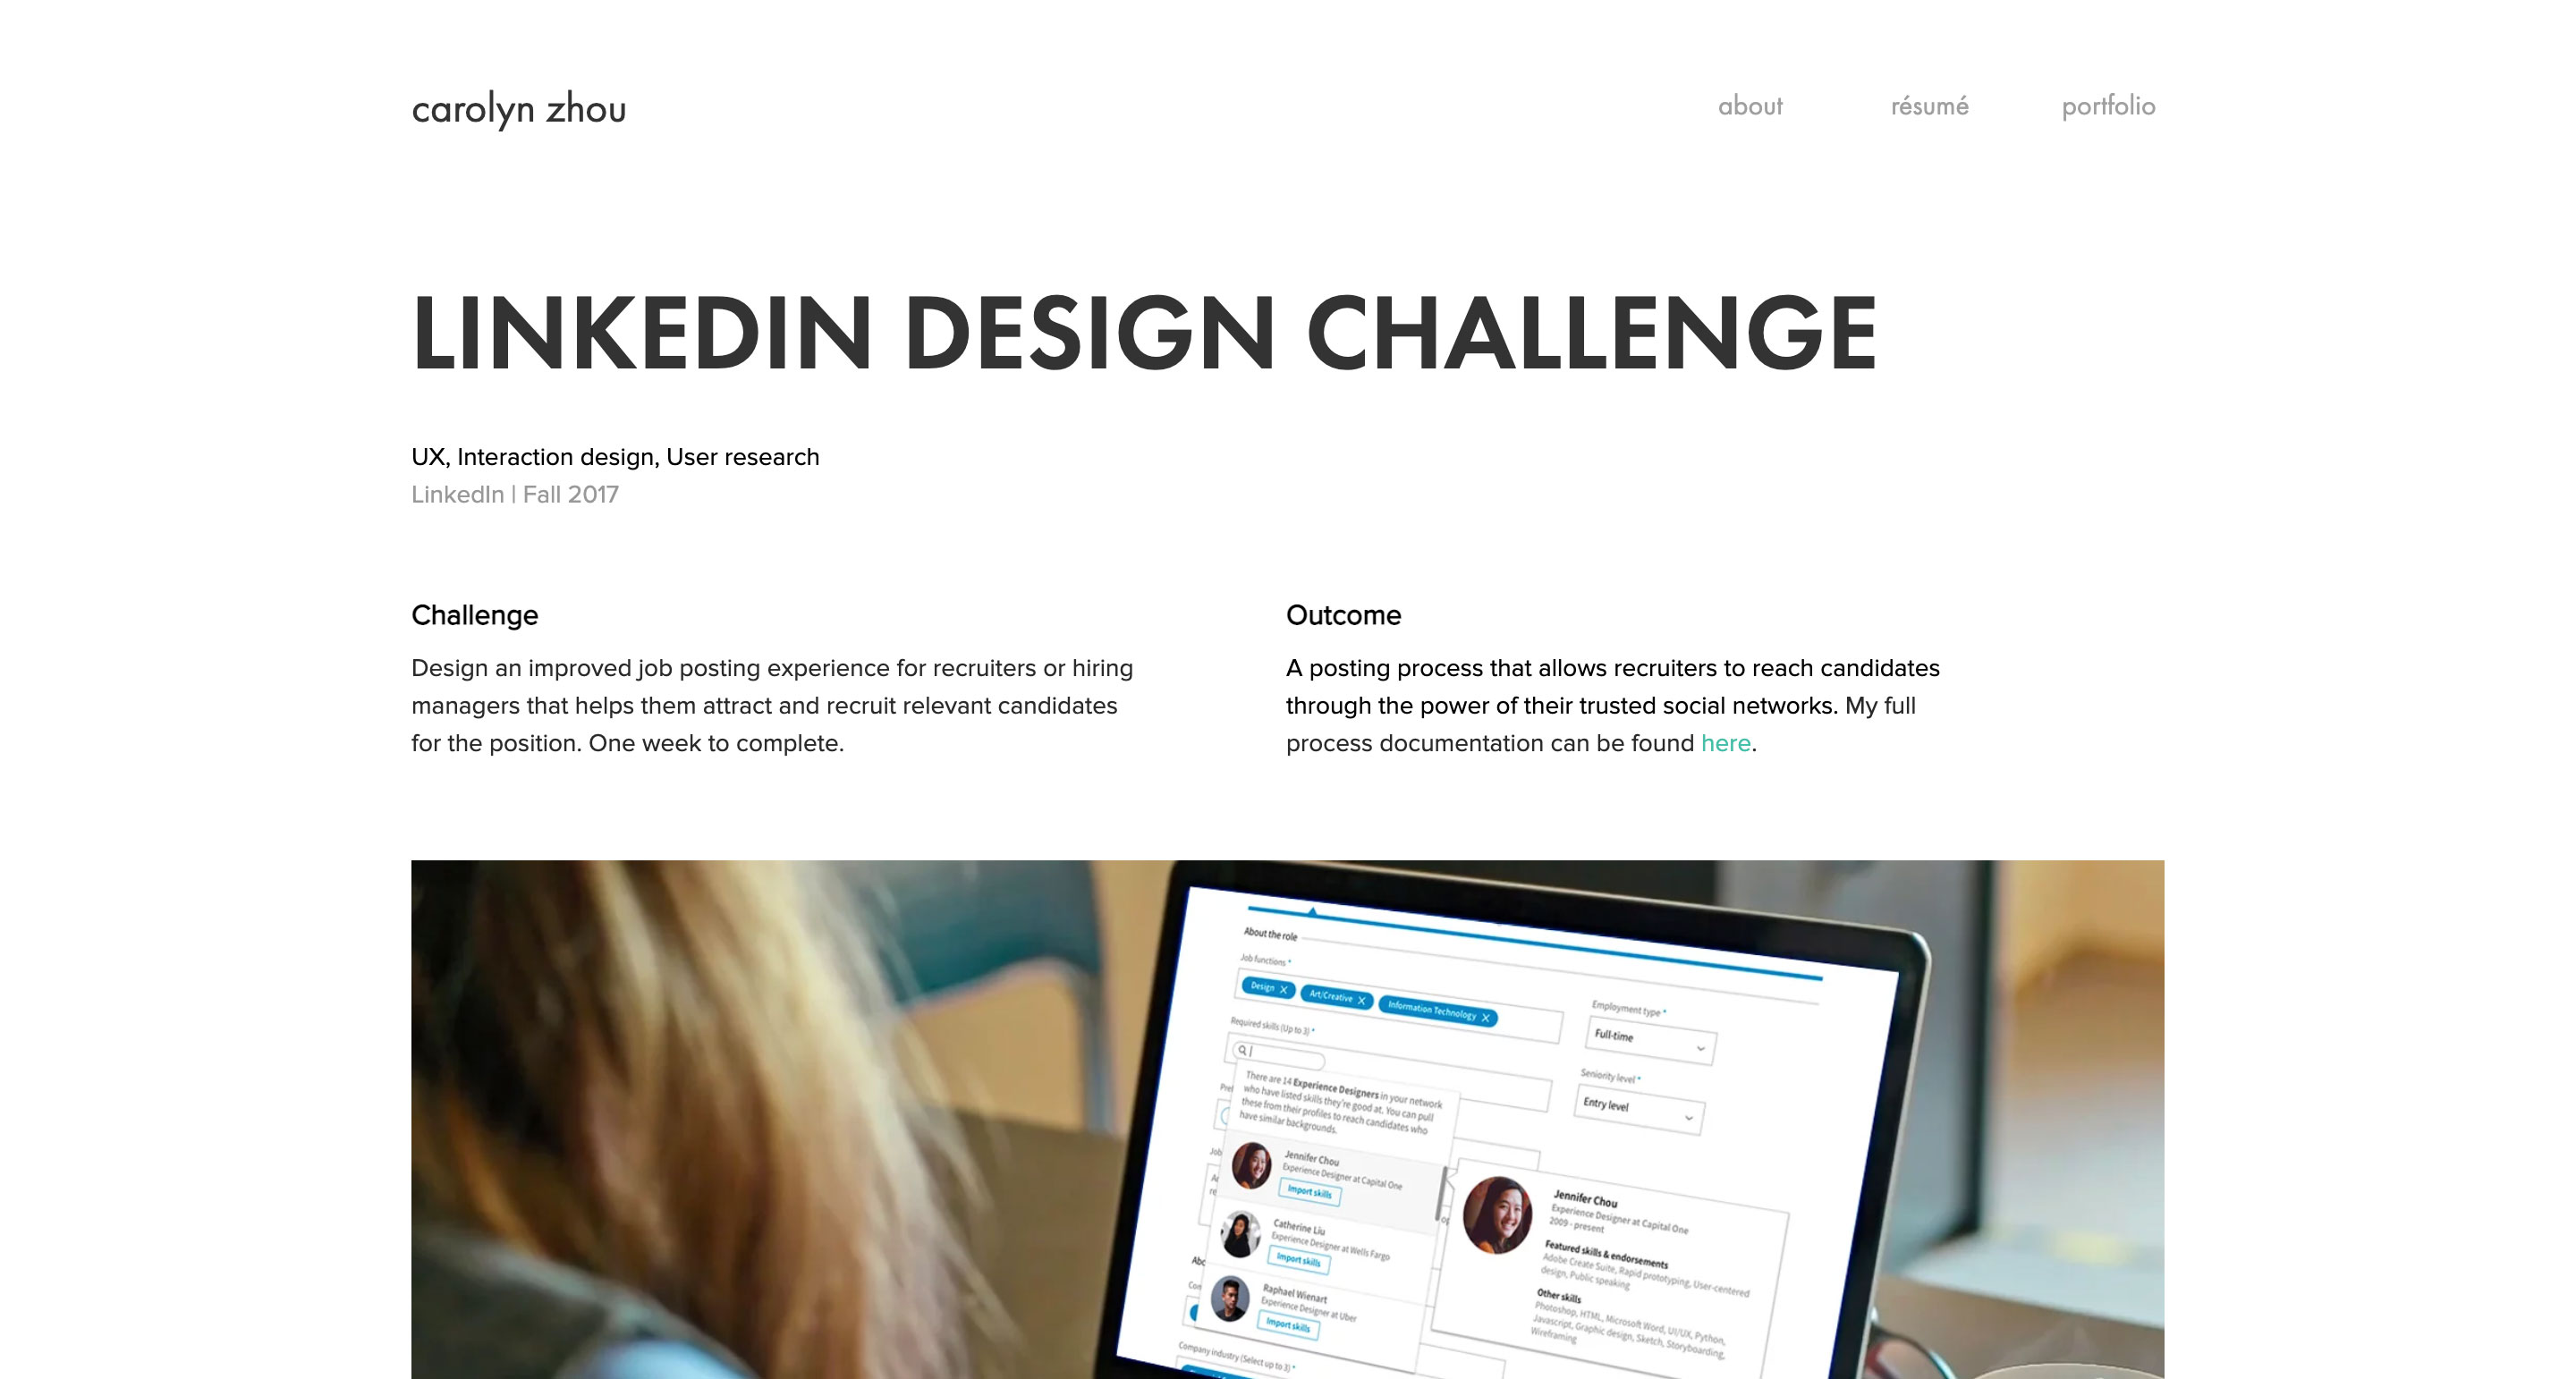 carolyn zhou
about
résumé
portfolio
LINKEDIN DESIGN CHALLENGE
UX, Interaction design, User research
LinkedIn | Fall 2017
Challenge
Design an improved job posting experience for recruiters or hiring
managers that helps them attract and recruit relevant candidates
for the position. One week to complete.
Outcome
A posting process that allows recruiters to reach candidates
through the power of their trusted social networks. My full
process documentation can be found here.
About the role
Job functions *
Design
Art/Creative
Information Technology
Employment type *
Full-time
Required skills (Up to 3) *
Seniority level *
Entry level
There are 14 Experience Designers in your network
who have listed skills they're good at. You can pull
these from their profiles to reach candidates who
have similar backgrounds.
Jennifer Chou
Experience Designer at Capital One
Import skills
Catherine Liu
Experience Designer at Wells Fargo
Import skills
Raphael Wienart
Experience Designer at Uber
Import skills
Jennifer Chou
Experience Designer at Capital One
2009 - present
Featured skills & endorsements
Adobe Create Suite, Rapid prototyping, User-centered
design, Public speaking
Other skills
Photoshop, HTML, Microsoft Word, UI/UX, Python,
Javascript, Graphic design, Sketch, Storyboarding,
Wireframing
Company industry (Select up to 3) *